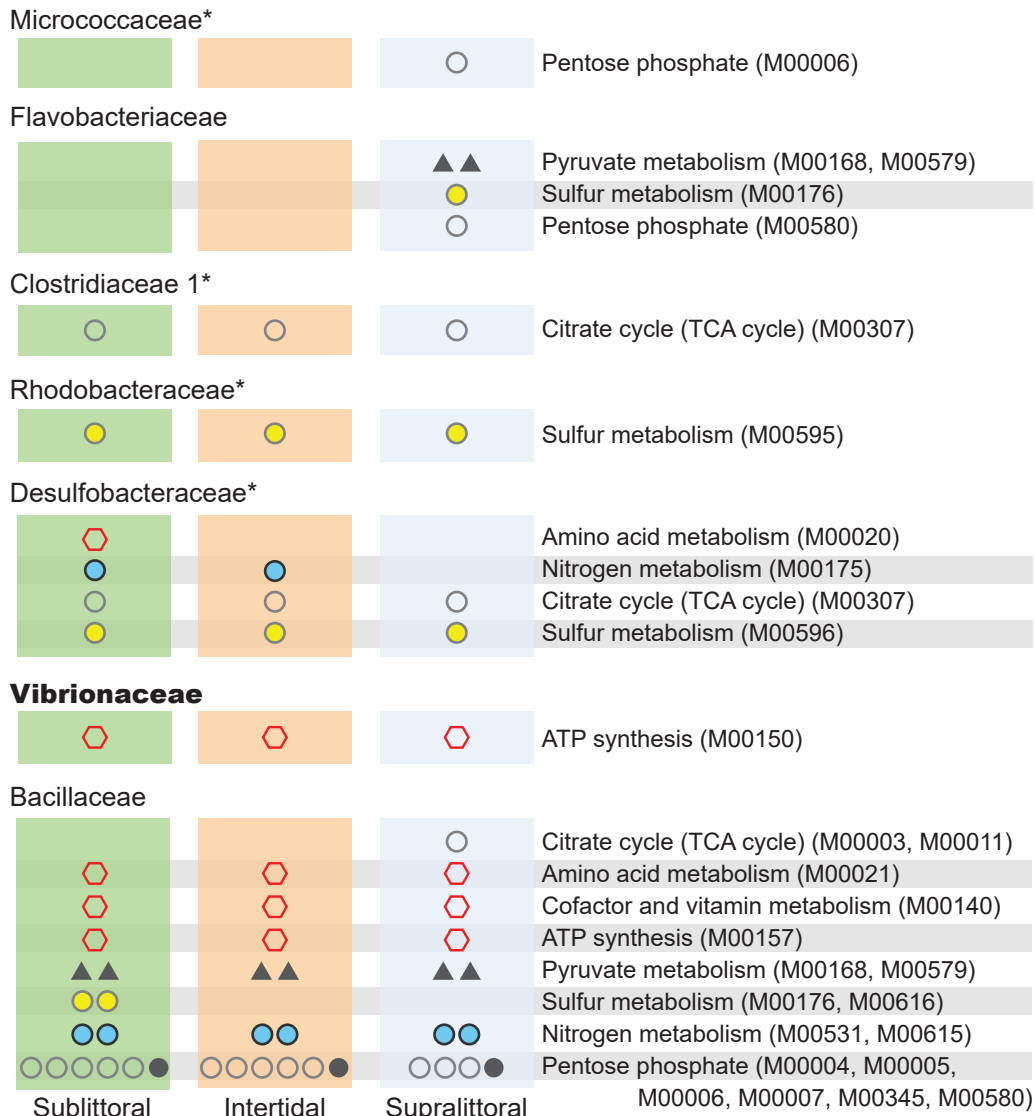 Micrococcaceae*
Pentose phosphate (M00006)
Flavobacteriaceae
Pyruvate metabolism (M00168, M00579)
Sulfur metabolism (M00176)
Pentose phosphate (M00580)
Clostridiaceae 1*
Citrate cycle (TCA cycle) (M00307)
Rhodobacteraceae*
Sulfur metabolism (M00595)
Desulfobacteraceae*
Amino acid metabolism (M00020)
Nitrogen metabolism (M00175)
Citrate cycle (TCA cycle) (M00307)
Sulfur metabolism (M00596)
Vibrionaceae
ATP synthesis (M00150)
Bacillaceae
Citrate cycle (TCA cycle) (M00003, M00011)
Amino acid metabolism (M00021)
Cofactor and vitamin metabolism (M00140)
ATP synthesis (M00157)
Pyruvate metabolism (M00168, M00579)
Sulfur metabolism (M00176, M00616)
Nitrogen metabolism (M00531, M00615)
Pentose phosphate (M00004, M00005,
M00006, M00007, M00345, M00580)
Sublittoral Intertidal Supralittoral